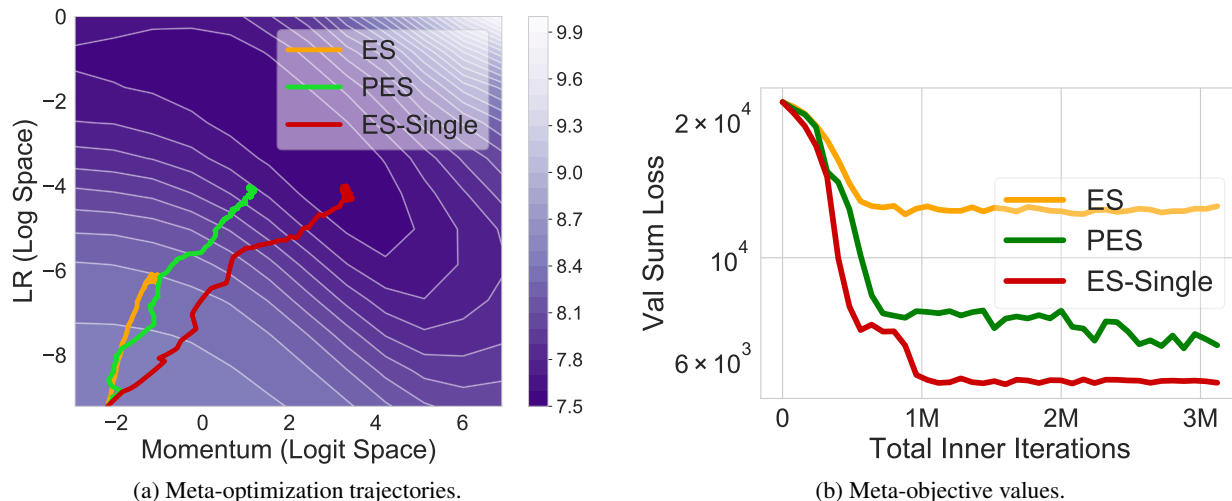 0
−2
−4
−6
−8
LR (Log Space)
−2
0
2
4
6
Momentum (Logit Space)
ES
PES
ES-Single
9.9
9.6
9.3
9.0
8.7
8.4
8.1
7.8
7.5
(a) Meta-optimization trajectories.
2 × 10⁴
10⁴
6 × 10³
Val Sum Loss
0
1M
2M
3M
Total Inner Iterations
ES
PES
ES-Single
(b) Meta-objective values.